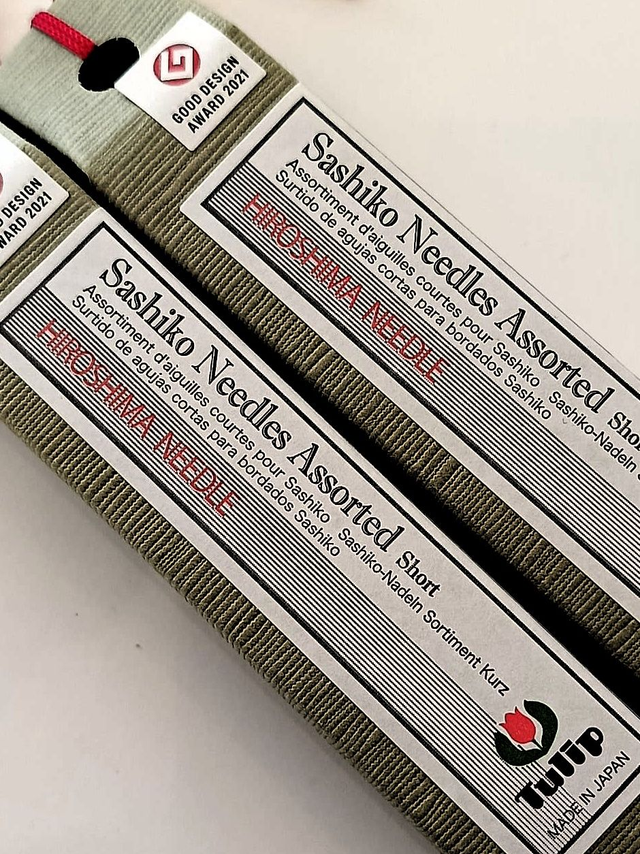 GOOD DESIGN
AWARD 2021
Sashiko Needles Assorted
Assortiment d'aiguilles courtes pour Sashiko Sashiko-Nadeln
Surtido de agujas cortas para bordados Sashiko
HIROSHIMA NEEDLE
DESIGN
AWARD 2021
Sashiko Needles Assorted Short
Assortiment d'aiguilles courtes pour Sashiko Sashiko-Nadeln Sortiment Kurz
Surtido de agujas cortas para bordados Sashiko
HIROSHIMA NEEDLE
Tulip
MADE IN JAPAN